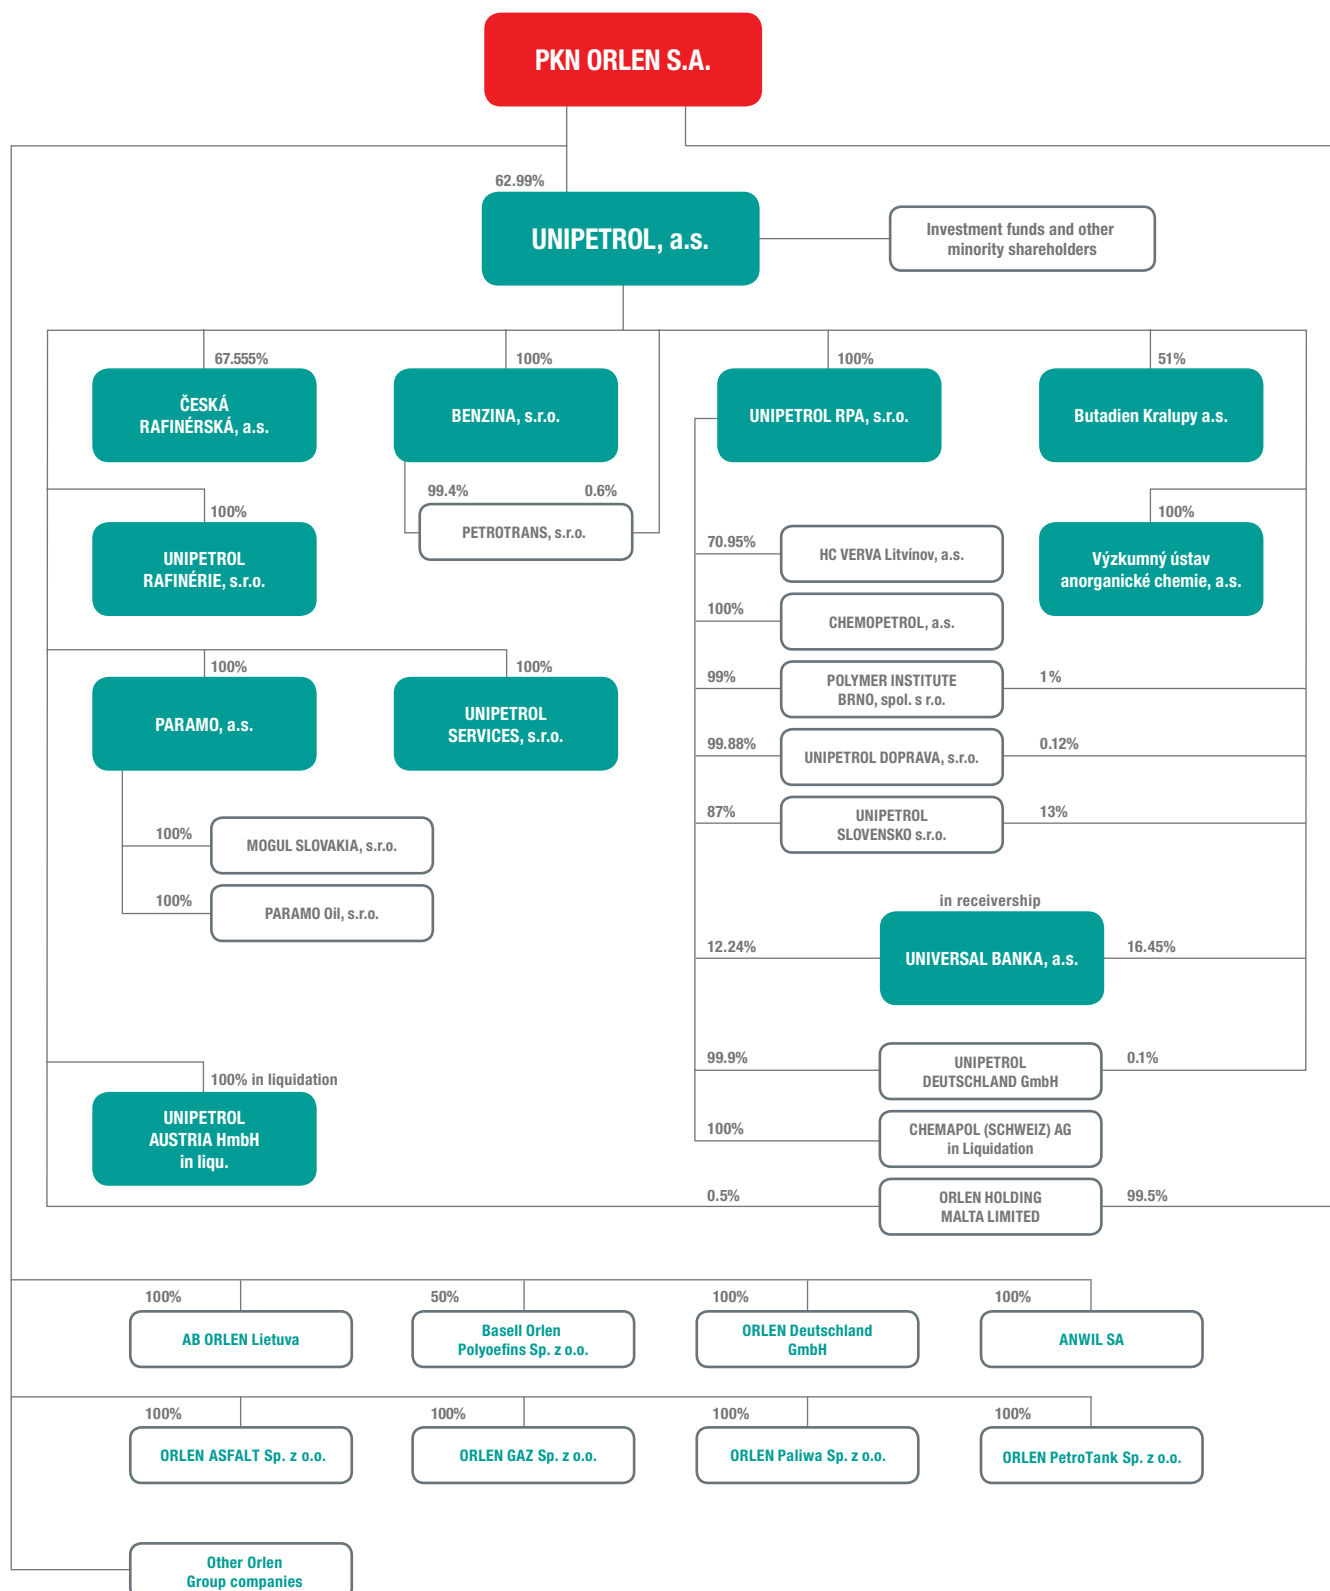 PKN ORLEN S.A.
62.99%
UNIPETROL, a.s.
Investment funds and other
minority shareholders
67.555%
100%
100%
51%
ČESKÁ
RAFINÉRSKÁ, a.s.
BENZINA, s.r.o.
UNIPETROL RPA, s.r.o.
Butadien Kralupy a.s.
99.4%
0.6%
PETROTRANS, s.r.o.
100%
UNIPETROL
RAFINÉRIE, s.r.o.
70.95%
HC VERVA Litvínov, a.s.
100%
Výzkumný ústav
anorganické chemie, a.s.
100%
CHEMOPETROL, a.s.
100%
PARAMO, a.s.
100%
UNIPETROL
SERVICES, s.r.o.
99%
POLYMER INSTITUTE
BRNO, spol. s r.o.
1%
99.88%
UNIPETROL DOPRAVA, s.r.o.
0.12%
87%
UNIPETROL
SLOVENSKO s.r.o.
13%
100%
MOGUL SLOVAKIA, s.r.o.
100%
PARAMO Oil, s.r.o.
in receivership
12.24%
UNIVERSAL BANKA, a.s.
16.45%
99.9%
UNIPETROL
DEUTSCHLAND GmbH
0.1%
100% in liquidation
UNIPETROL
AUSTRIA HmbH
in liqu.
100%
CHEMAPOL (SCHWEIZ) AG
in Liquidation
0.5%
ORLEN HOLDING
MALTA LIMITED
99.5%
100%
50%
100%
100%
AB ORLEN Lietuva
Basell Orlen
Polyoefins Sp. z o.o.
ORLEN Deutschland
GmbH
ANWIL SA
100%
100%
100%
100%
ORLEN ASFALT Sp. z o.o.
ORLEN GAZ Sp. z o.o.
ORLEN Paliwa Sp. z o.o.
ORLEN PetroTank Sp. z o.o.
Other Orlen
Group companies